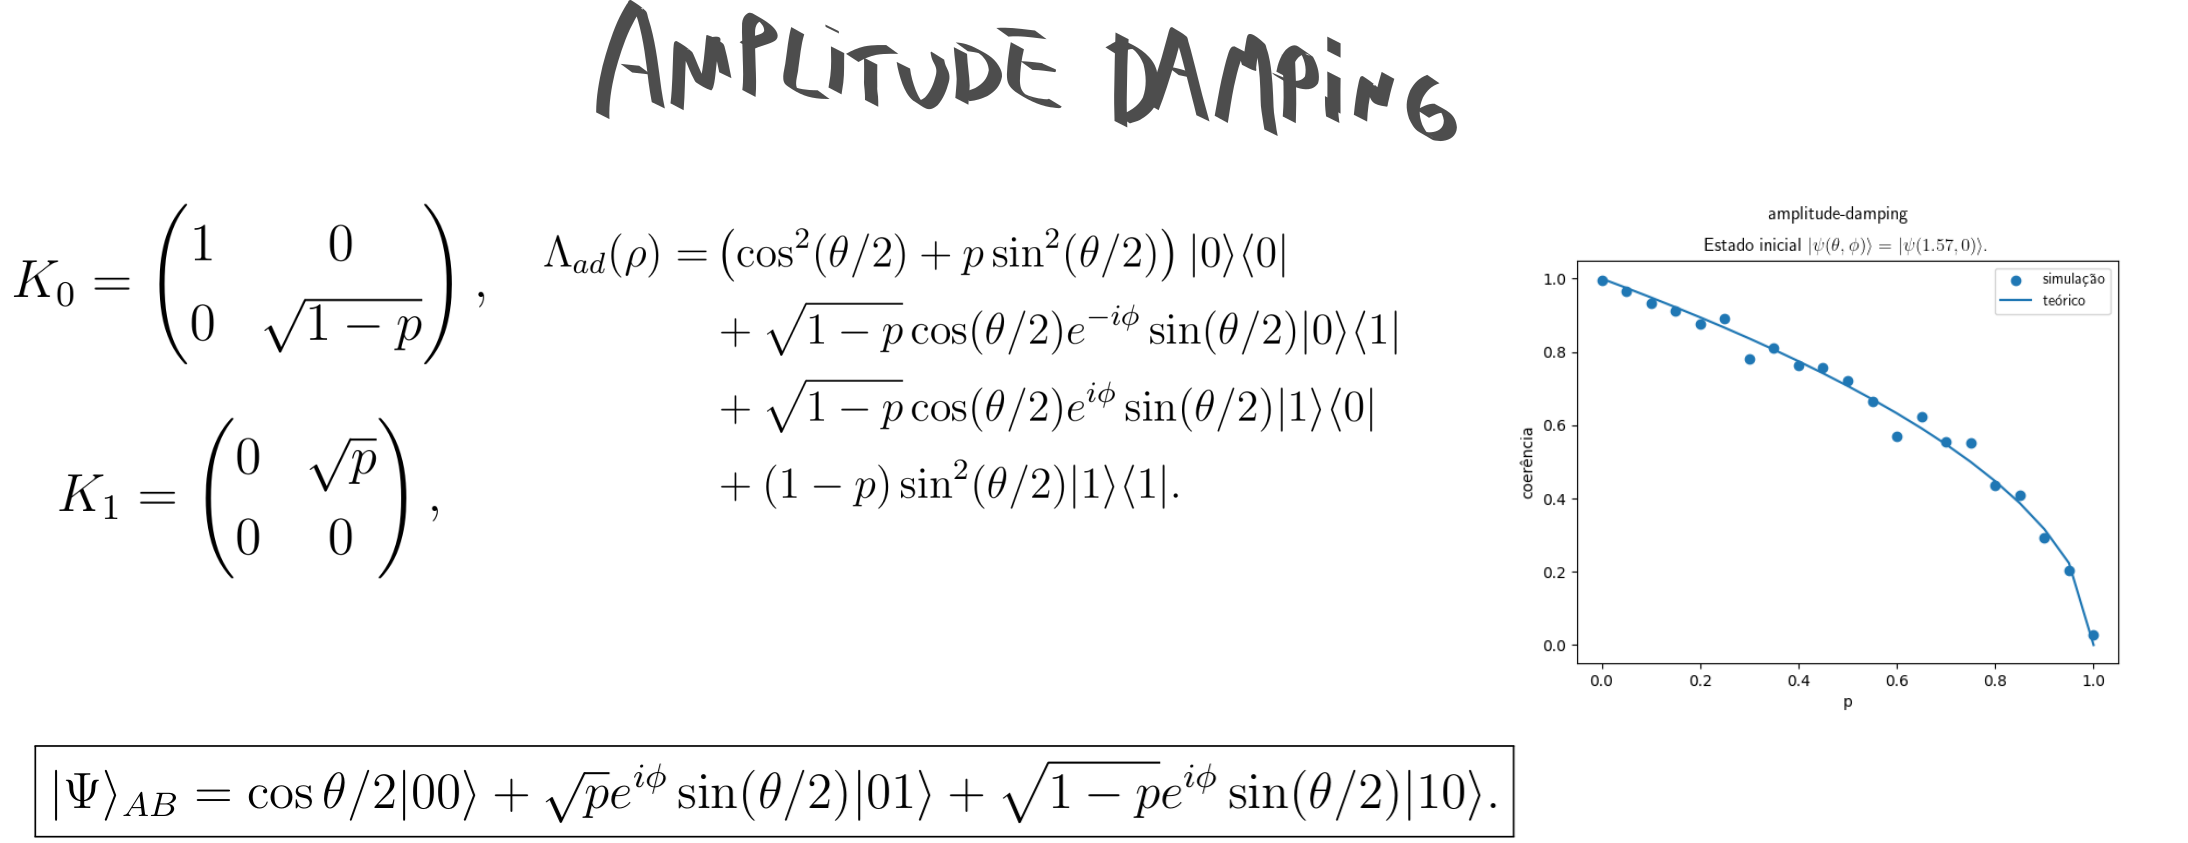 AMPLITUDE DAMPING
K₀ = (1 0; 0 √(1 − p)),
K₁ = (0 √p; 0 0),
Λ_ad(ρ) = (cos²(θ/2) + p sin²(θ/2)) |0⟩⟨0|
+ √(1 − p) cos(θ/2)e^{−iϕ} sin(θ/2)|0⟩⟨1|
+ √(1 − p) cos(θ/2)e^{iϕ} sin(θ/2)|1⟩⟨0|
+ (1 − p) sin²(θ/2)|1⟩⟨1|.
amplitude-damping
Estado inicial |ψ(θ, ϕ)⟩ = |ψ(1.57, 0)⟩.
simulação
teórico
coerência
1.0
0.8
0.6
0.4
0.2
0.0
0.0 0.2 0.4 0.6 0.8 1.0
p
|Ψ⟩_AB = cos θ/2|00⟩ + √p e^{iϕ} sin(θ/2)|01⟩ + √(1 − p) e^{iϕ} sin(θ/2)|10⟩.